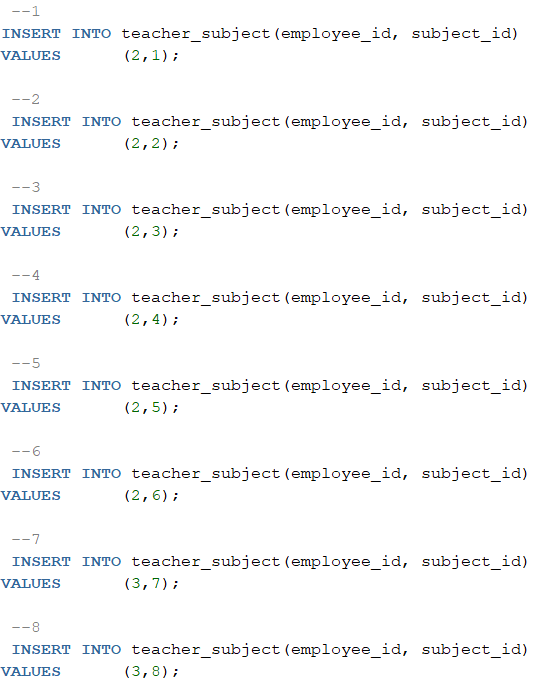 --1
INSERT INTO teacher_subject(employee_id, subject_id)
VALUES (2,1);
--2
INSERT INTO teacher_subject(employee_id, subject_id)
VALUES (2,2);
--3
INSERT INTO teacher_subject(employee_id, subject_id)
VALUES (2,3);
--4
INSERT INTO teacher_subject(employee_id, subject_id)
VALUES (2,4);
--5
INSERT INTO teacher_subject(employee_id, subject_id)
VALUES (2,5);
--6
INSERT INTO teacher_subject(employee_id, subject_id)
VALUES (2,6);
--7
INSERT INTO teacher_subject(employee_id, subject_id)
VALUES (3,7);
--8
INSERT INTO teacher_subject(employee_id, subject_id)
VALUES (3,8);